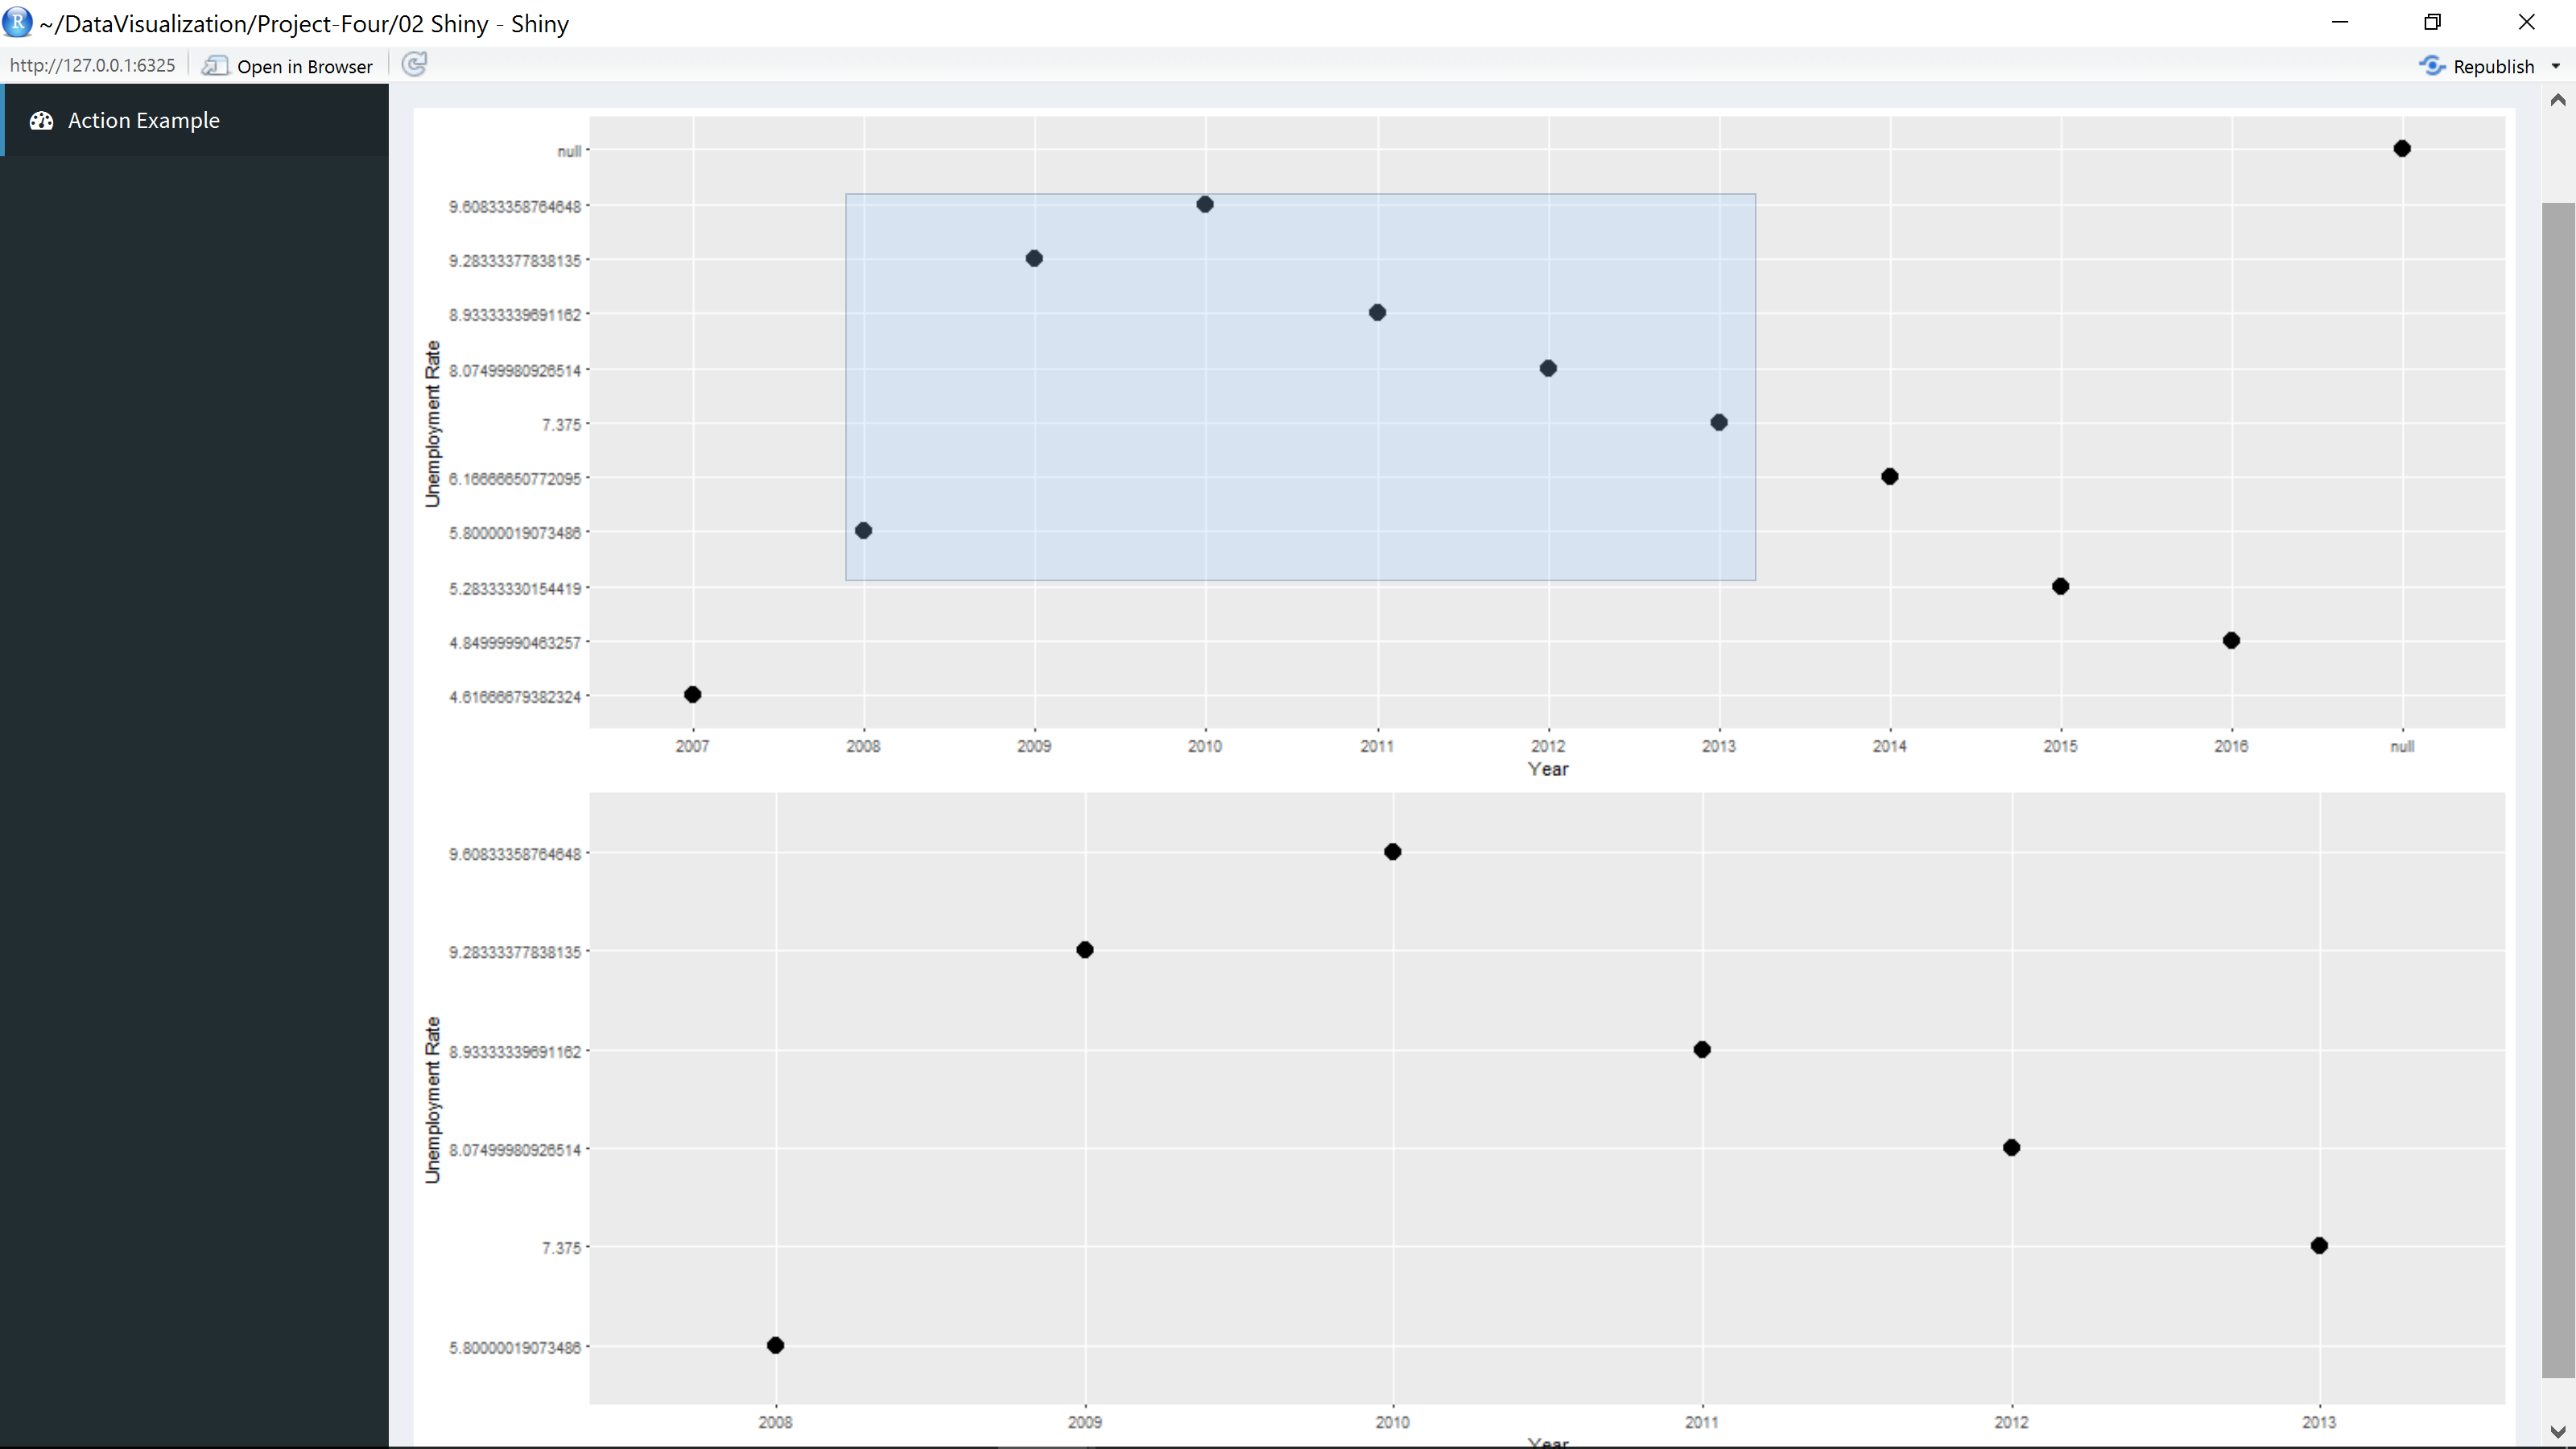 ~/DataVisualization/Project-Four/02 Shiny - Shiny
http://127.0.0.1:6325 Open in Browser Republish
Action Example
Unemployment Rate
null
9.60833358764648
9.28333377838135
8.93333339691162
8.07499980926514
7.375
6.16666650772095
5.80000019073486
5.28333330154419
4.84999990463257
4.61666679382324
2007 2008 2009 2010 2011 2012 2013 2014 2015 2016 null
Year
Unemployment Rate
9.60833358764648
9.28333377838135
8.93333339691162
8.07499980926514
7.375
5.80000019073486
2008 2009 2010 2011 2012 2013
Year